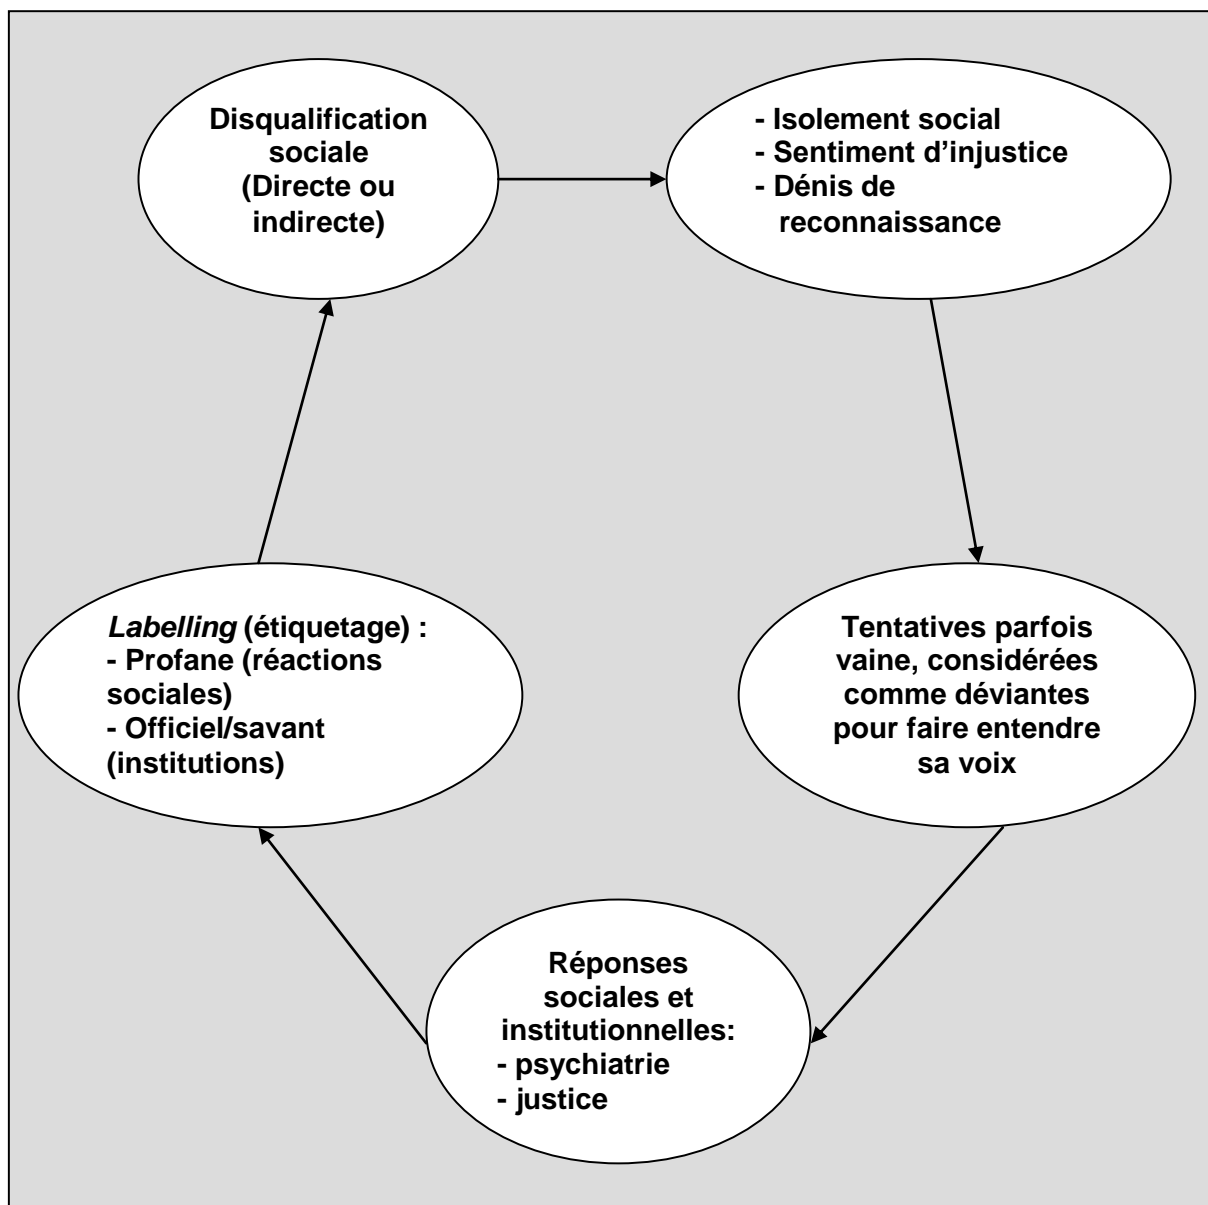 Disqualification
sociale
(Directe ou
indirecte)
- Isolement social
- Sentiment d’injustice
- Dénis de
reconnaissance
Tentatives parfois
vaine, considérées
comme déviantes
pour faire entendre
sa voix
Réponses
sociales et
institutionnelles:
- psychiatrie
- justice
Labelling (étiquetage) :
- Profane (réactions
sociales)
- Officiel/savant
(institutions)